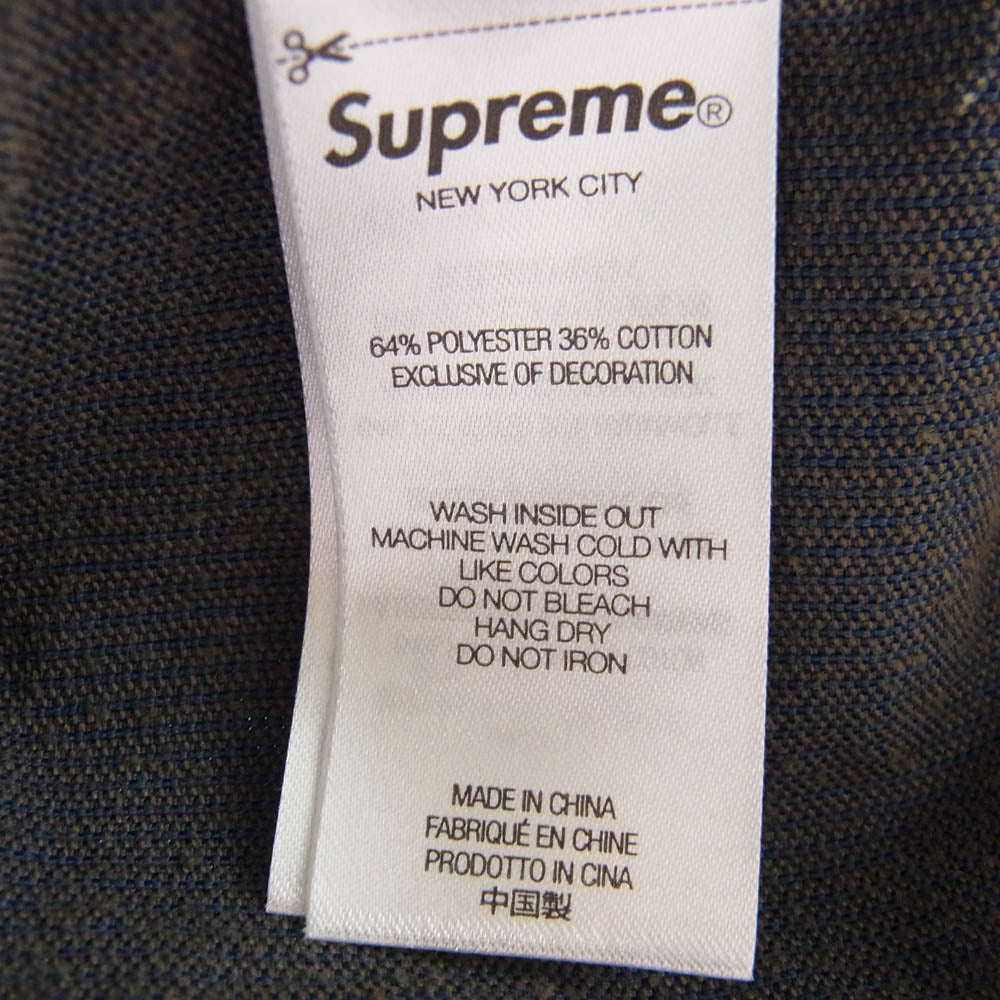 Supreme®
NEW YORK CITY
64% POLYESTER 36% COTTON
EXCLUSIVE OF DECORATION
WASH INSIDE OUT
MACHINE WASH COLD WITH
LIKE COLORS
DO NOT BLEACH
HANG DRY
DO NOT IRON
MADE IN CHINA
FABRIQUÉ EN CHINE
PRODOTTO IN CINA
中国製